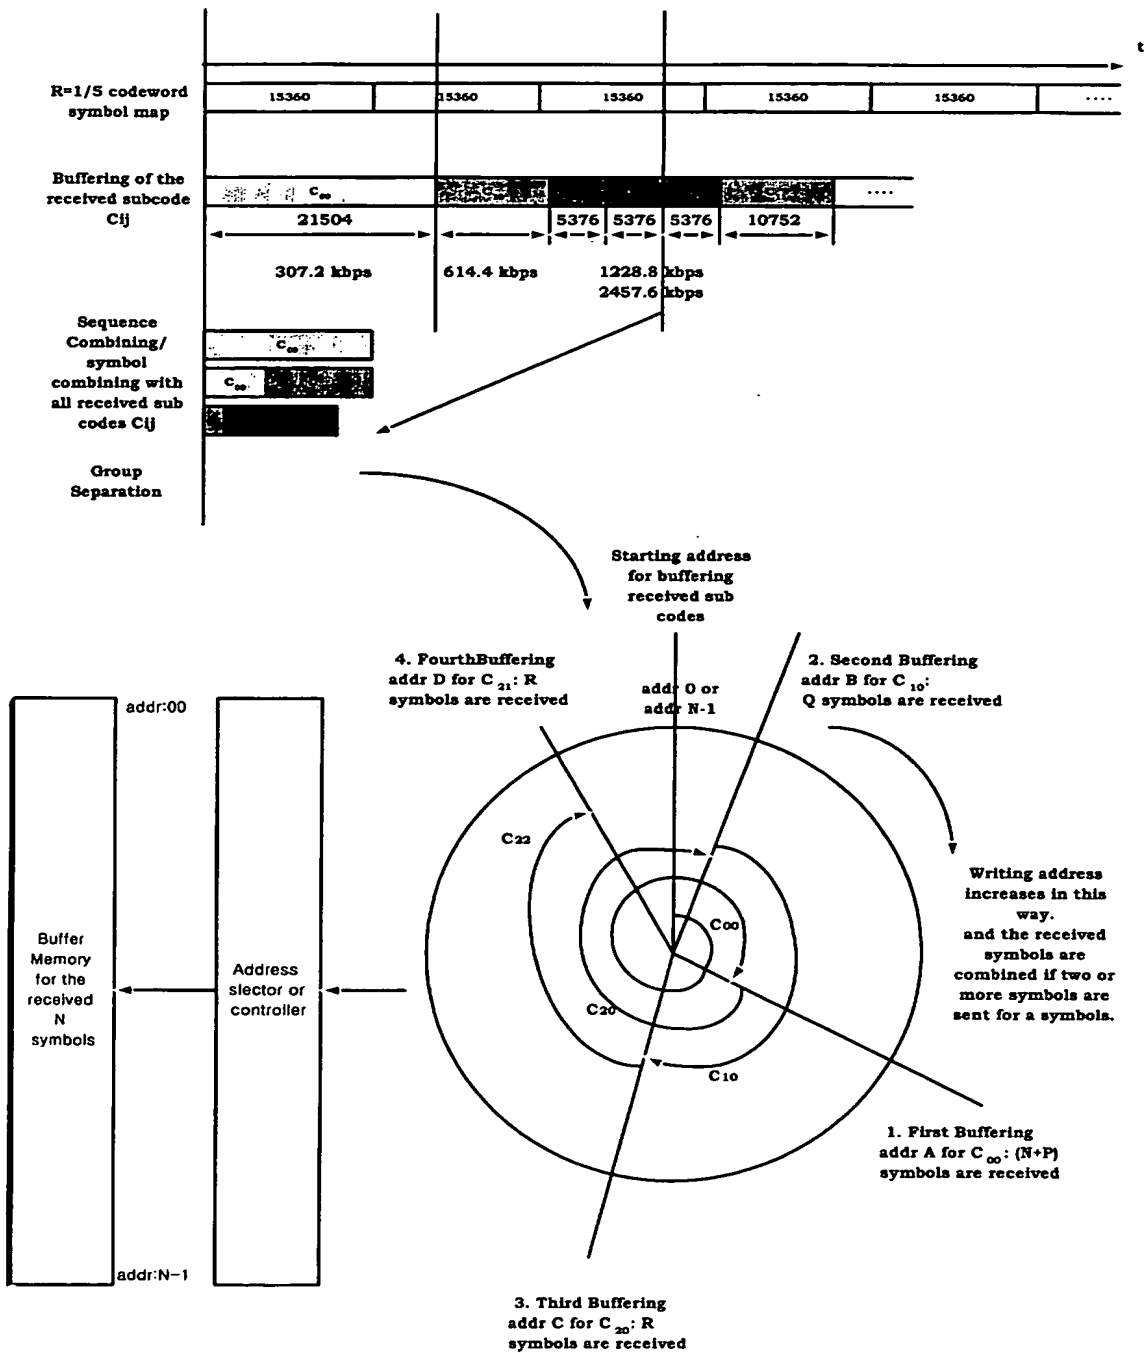 t
R=1/5 codeword
symbol map
15360 15360 15360 15360 15360 ....
Buffering of the
received subcode
Cij
C00 ....
21504 5376 5376 5376 10752
307.2 kbps 614.4 kbps 1228.8 kbps
2457.6 kbps
Sequence
Combining/
symbol
combining with
all received sub
codes Cij
C00
C00
Group
Separation
Starting address
for buffering
received sub
codes
4. FourthBuffering
addr D for C21: R
symbols are received
addr 0 or
addr N-1
2. Second Buffering
addr B for C10:
Q symbols are received
addr:00
C22
C00
C20
C10
Writing address
increases in this
way.
and the received
symbols are
combined if two or
more symbols are
sent for a symbols.
Buffer
Memory
for the
received
N
symbols
Address
slector or
controller
1. First Buffering
addr A for C00: (N+P)
symbols are received
addr:N-1
3. Third Buffering
addr C for C20: R
symbols are received